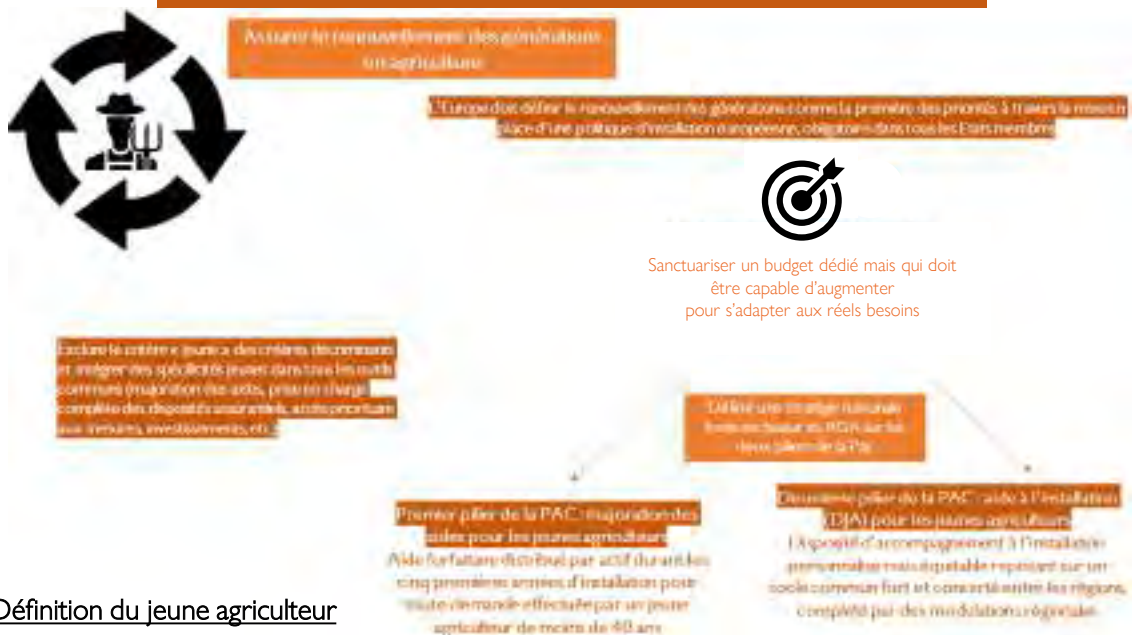 Assurer le renouvellement des générations
en agriculture
L'Europe doit définir le renouvellement des générations comme la première des priorités à travers la mise en
place d'une politique d'installation européenne, obligatoire dans tous les Etats membres
Sanctuariser un budget dédié mais qui doit
être capable d'augmenter
pour s'adapter aux réels besoins
Exclure le critère « jeune » des critères discriminants
et intégrer des spécificités jeunes dans tous les outils
communs (majoration des aides, prise en charge
complète des dispositifs assurantiels, accès prioritaire
aux mesures, investissements, etc.)
Définir une stratégie nationale
deux piliers de la PAC
Premier pilier de la PAC : majoration des
aides pour les jeunes agriculteurs
Aide forfaitaire distribué par actif durant les
cinq premières années d'installation pour
toute demande effectuée par un jeune
agriculteur de moins de 40 ans
Deuxième pilier de la PAC : aide à l'installation
(DJA) pour les jeunes agriculteurs
Dispositif d'accompagnement à l'installation
personnalisé mais équitable reposant sur un
socle commun fort et concerté entre les régions,
complété par des modulations régionales
Définition du jeune agriculteur